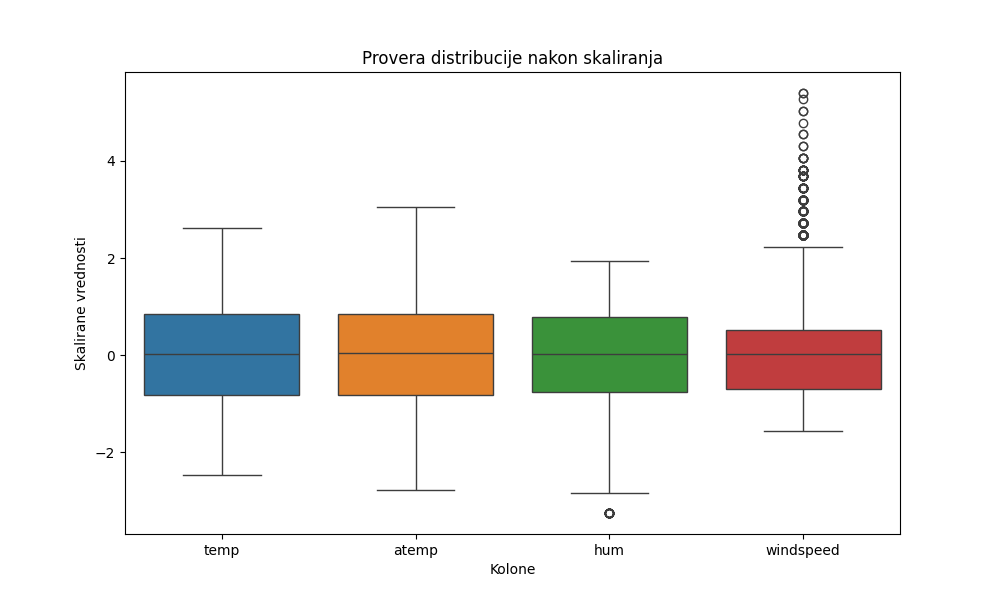 Provera distribucije nakon skaliranja
Skalirane vrednosti
4
2
0
−2
temp atemp hum windspeed
Kolone